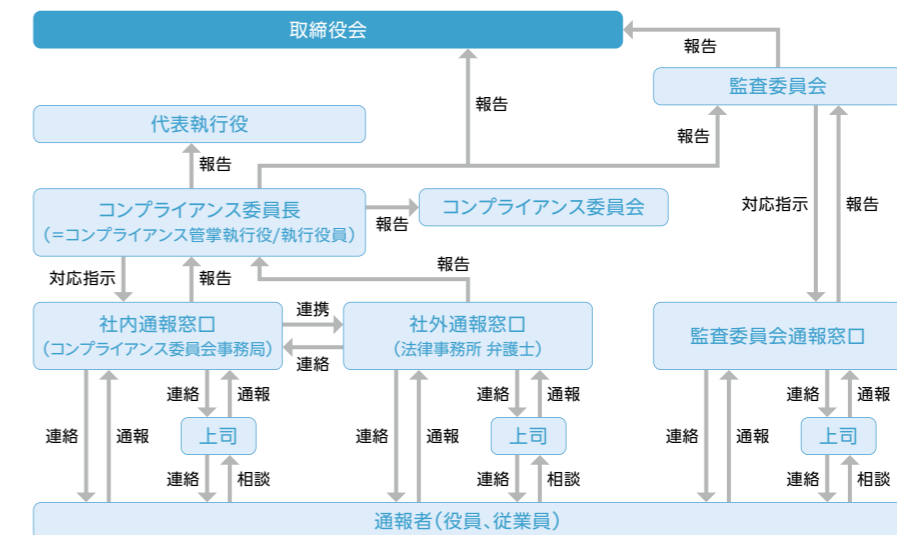 取締役会
報告
監査委員会
報告
代表執行役
報告
報告
コンプライアンス委員長
(=コンプライアンス管掌執行役/執行役員)
報告
コンプライアンス委員会
対応指示
報告
対応指示
報告
報告
社内通報窓口
(コンプライアンス委員会事務局)
連携
連絡
社外通報窓口
(法律事務所 弁護士)
監査委員会通報窓口
連絡
通報
連絡
通報
連絡
通報
連絡
通報
上司
連絡
通報
上司
連絡
通報
上司
連絡
相談
連絡
相談
連絡
相談
通報者(役員、従業員)